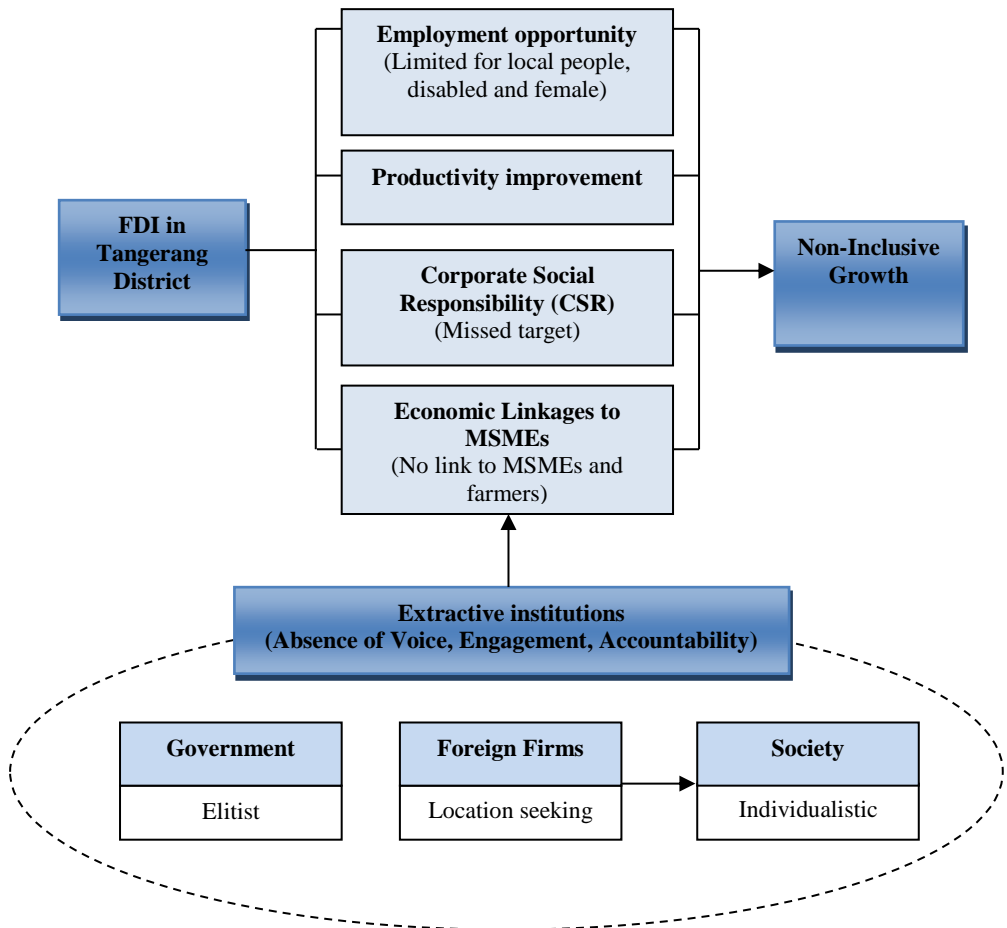 Employment opportunity
(Limited for local people,
disabled and female)
Productivity improvement
FDI in
Tangerang
District
Corporate Social
Responsibility (CSR)
(Missed target)
Non-Inclusive
Growth
Economic Linkages to
MSMEs
(No link to MSMEs and
farmers)
Extractive institutions
(Absence of Voice, Engagement, Accountability)
Government
Elitist
Foreign Firms
Location seeking
Society
Individualistic